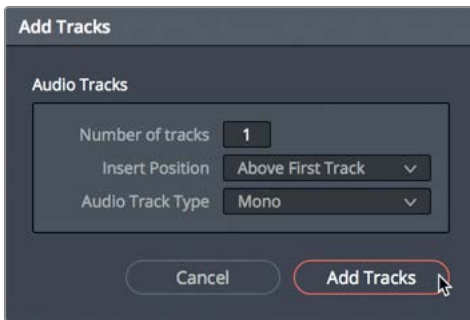 Add Tracks
Audio Tracks
Number of tracks 1
Insert Position Above First Track
Audio Track Type Mono
Cancel Add Tracks